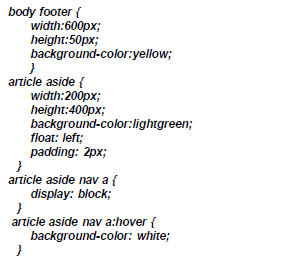 body footer {
width:600px;
height:50px;
background-color:yellow;
}
article aside {
width:200px;
height:400px;
background-color:lightgreen;
float: left;
padding: 2px;
}
article aside nav a {
display: block;
}
article aside nav a:hover {
background-color: white;
}